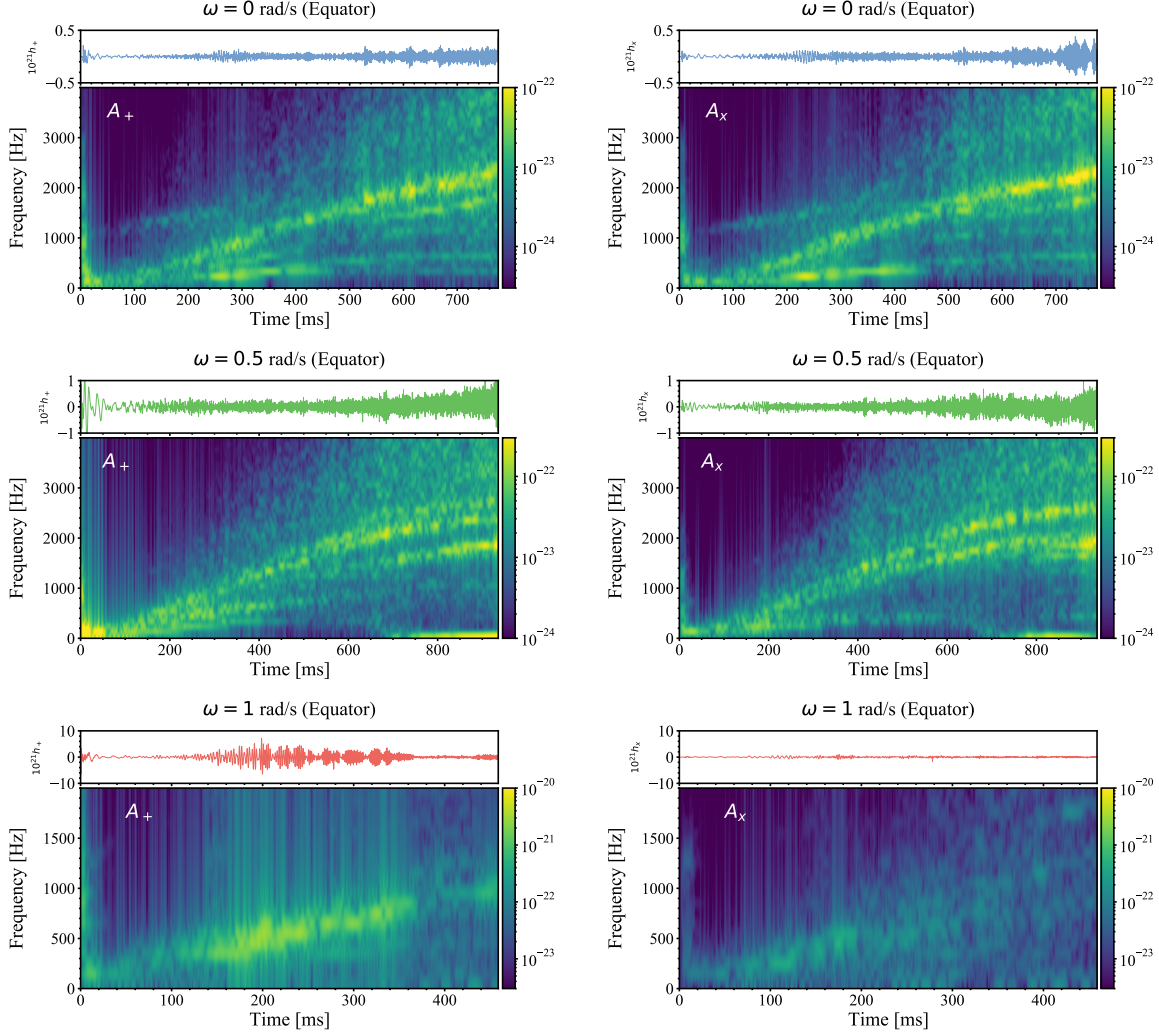 ω = 0 rad/s (Equator)
0.5
−0.5
10²¹h₊
A₊
3000
2000
1000
0
Frequency [Hz]
0 100 200 300 400 500 600 700
Time [ms]
10⁻²²
10⁻²³
10⁻²⁴
ω = 0 rad/s (Equator)
0.5
−0.5
10²¹hₓ
Aₓ
3000
2000
1000
0
Frequency [Hz]
0 100 200 300 400 500 600 700
Time [ms]
10⁻²²
10⁻²³
10⁻²⁴
ω = 0.5 rad/s (Equator)
1
0
−1
10²¹h₊
A₊
3000
2000
1000
0
Frequency [Hz]
0 200 400 600 800
Time [ms]
10⁻²²
10⁻²³
10⁻²⁴
ω = 0.5 rad/s (Equator)
1
0
−1
10²¹hₓ
Aₓ
3000
2000
1000
0
Frequency [Hz]
0 200 400 600 800
Time [ms]
10⁻²²
10⁻²³
10⁻²⁴
ω = 1 rad/s (Equator)
10
0
−10
10²¹h₊
A₊
1500
1000
500
0
Frequency [Hz]
0 100 200 300 400
Time [ms]
10⁻²⁰
10⁻²¹
10⁻²²
10⁻²³
ω = 1 rad/s (Equator)
10
0
−10
10²¹hₓ
Aₓ
1500
1000
500
0
Frequency [Hz]
0 100 200 300 400
Time [ms]
10⁻²⁰
10⁻²¹
10⁻²²
10⁻²³